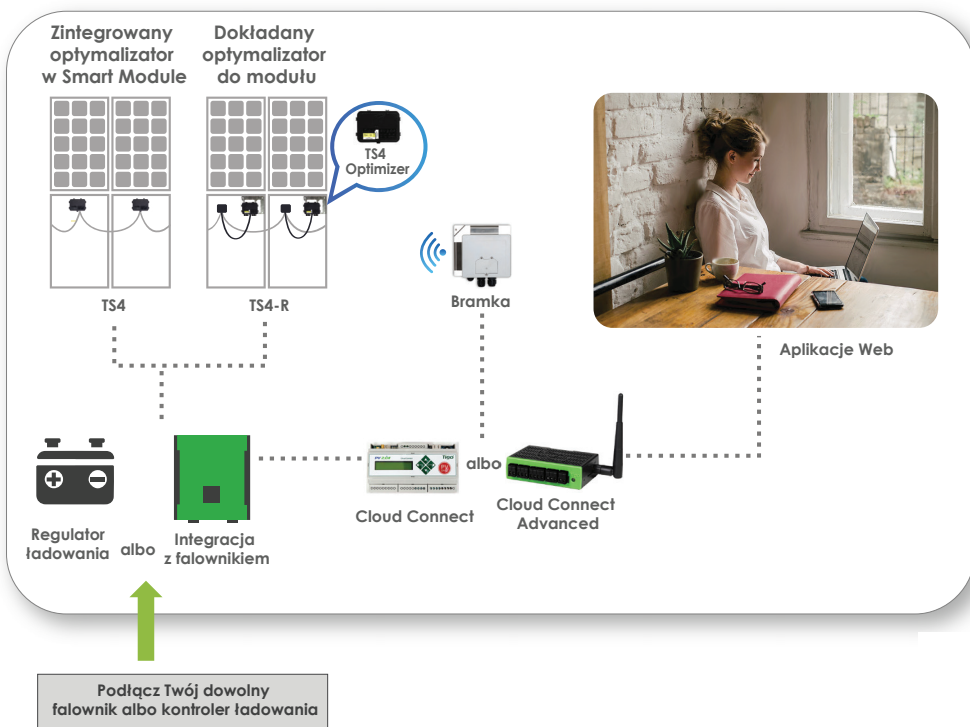 Zintegrowany
optymalizator
w Smart Module
Dokładany
optymalizator
do modułu
TS4
Optimizer
TS4
TS4-R
Bramka
Aplikacje Web
albo
Cloud Connect
Cloud Connect
Advanced
Regulator
ładowania
albo
Integracja
z falownikiem
Podłącz Twój dowolny
falownik albo kontroler ładowania